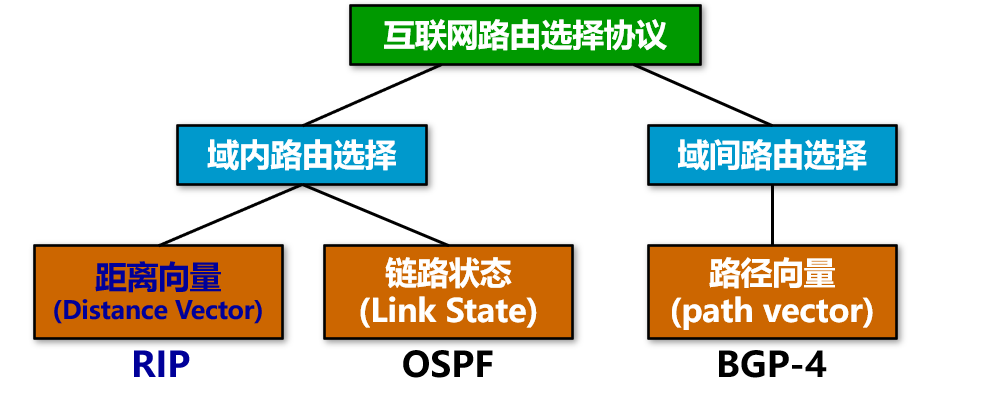 互联网路由选择协议
域内路由选择
域间路由选择
距离向量
(Distance Vector)
链路状态
(Link State)
路径向量
(path vector)
RIP
OSPF
BGP-4